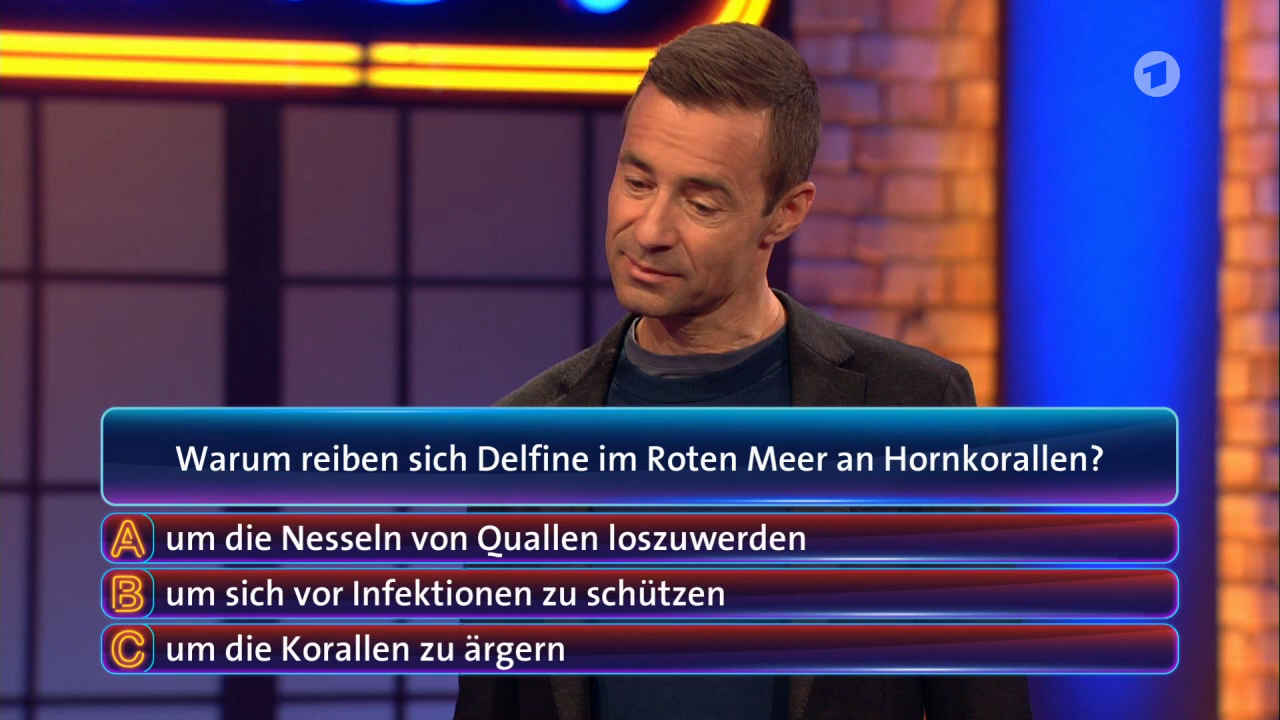 1
Warum reiben sich Delfine im Roten Meer an Hornkorallen?
A um die Nesseln von Quallen loszuwerden
B um sich vor Infektionen zu schützen
C um die Korallen zu ärgern